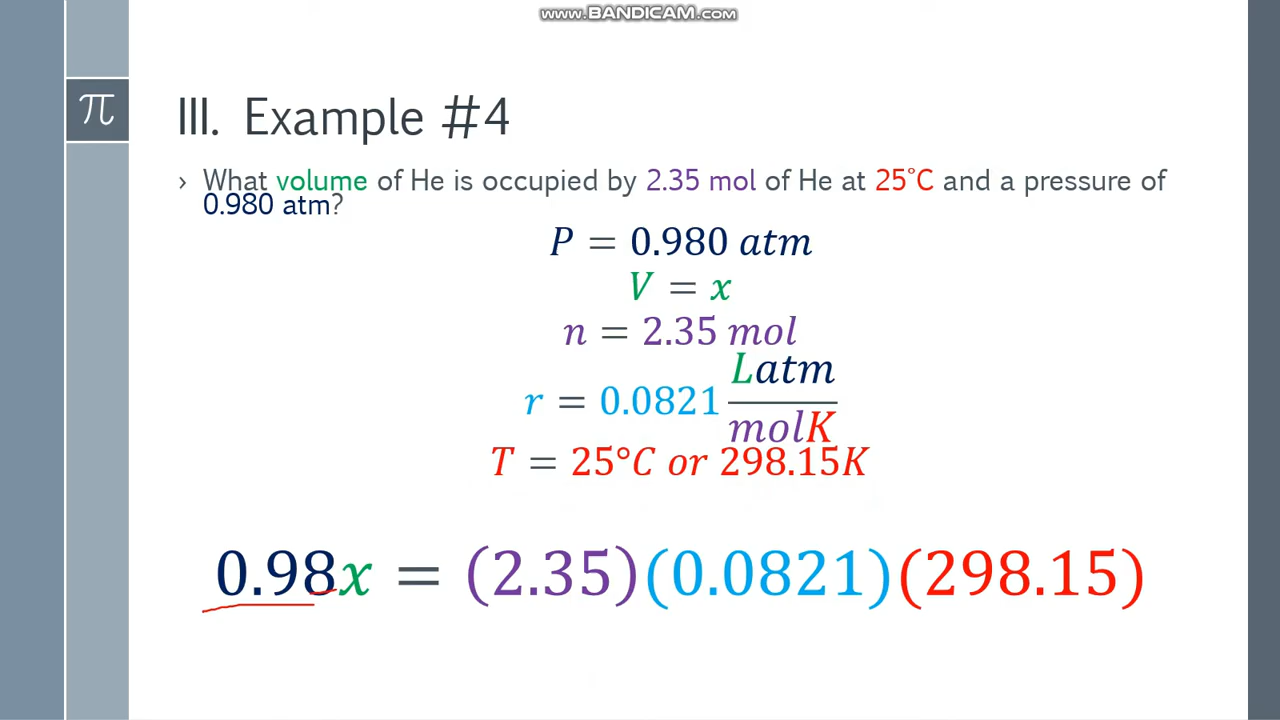 www.BANDICAM.com
π
III. Example #4
› What volume of He is occupied by 2.35 mol of He at 25°C and a pressure of
0.980 atm?
P = 0.980 atm
V = x
n = 2.35 mol
r = 0.0821 Latm/molK
T = 25°C or 298.15K
0.98x = (2.35)(0.0821)(298.15)